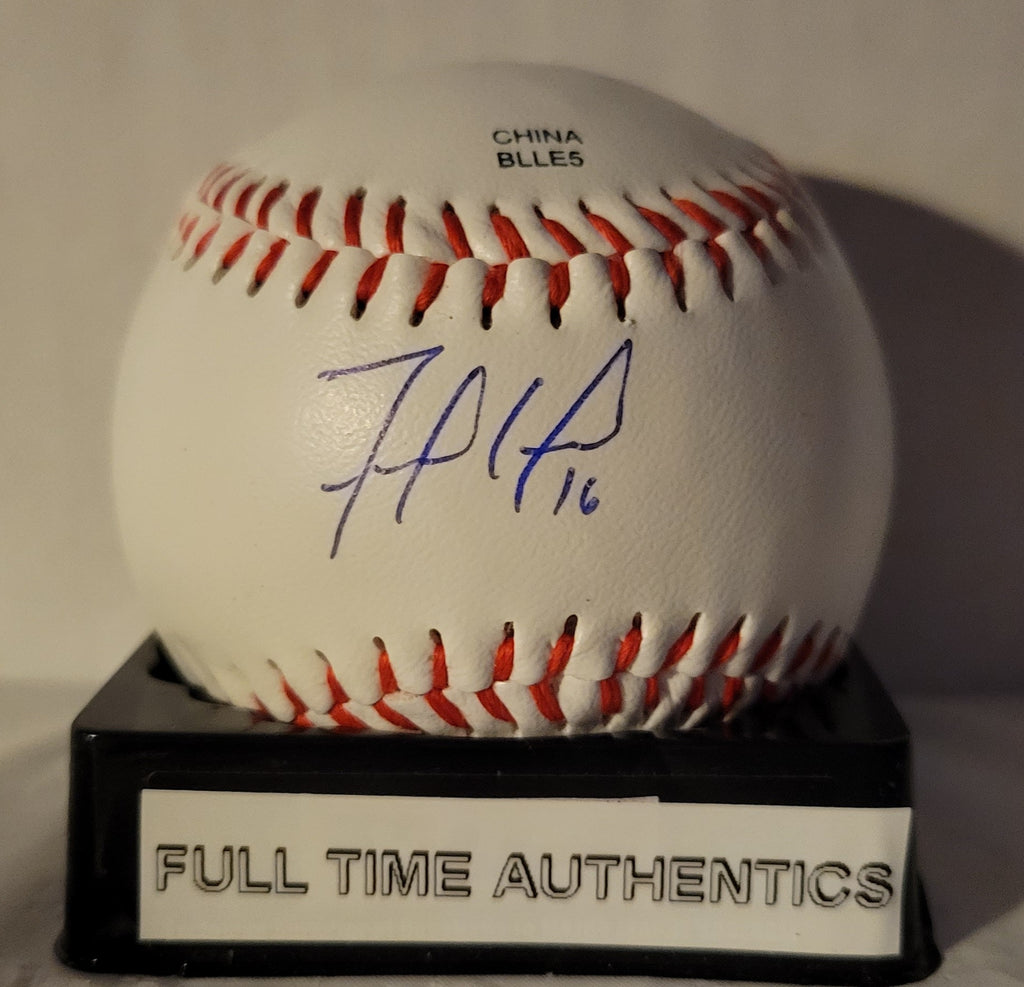 CHINA
BLLE5
16
FULL TIME AUTHENTICS